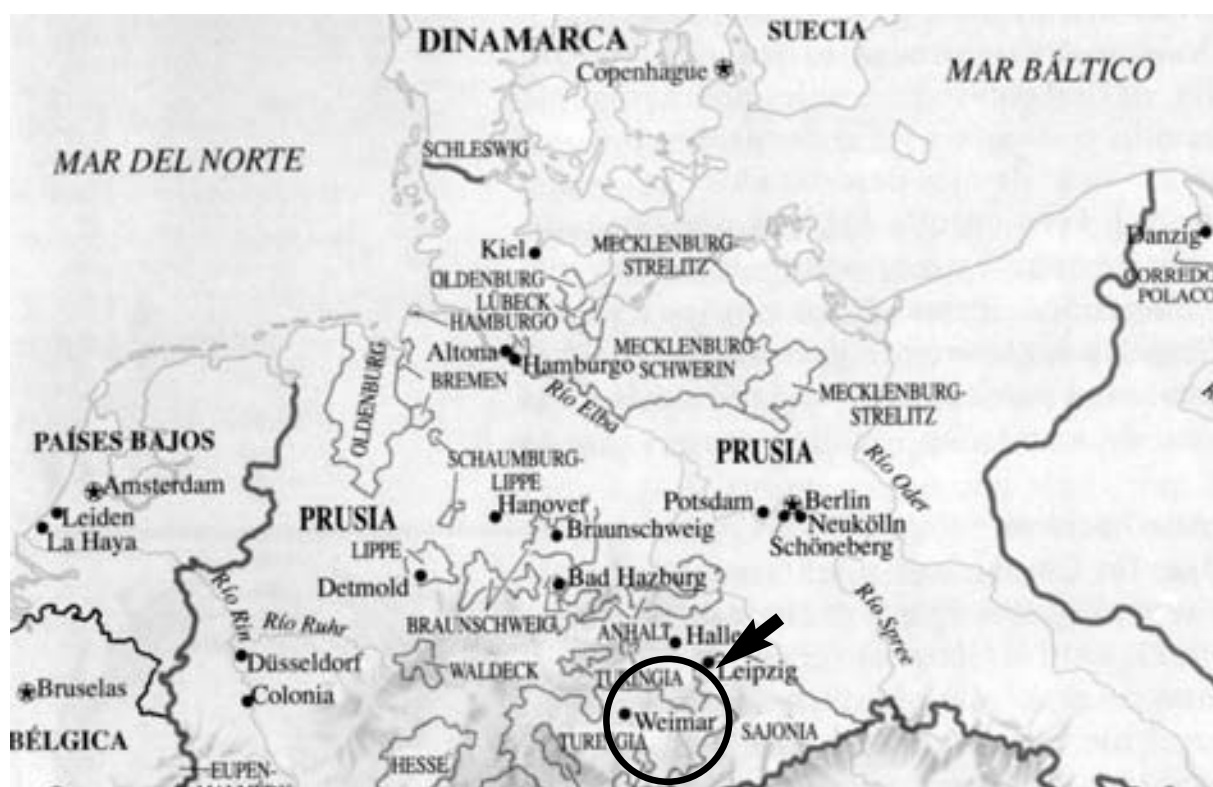 DINAMARCA
SUECIA
Copenhague
MAR BÁLTICO
MAR DEL NORTE
SCHLESWIG
Kiel
MECKLENBURG-
STRELITZ
Danzig
CORREDO
POLACO
OLDENBURG
LÜBECK
HAMBURGO
Altona
Hamburgo
BREMEN
MECKLENBURG
SCHWERIN
OLDENBURG
Río Elba
MECKLENBURG-
STRELITZ
PAÍSES BAJOS
Amsterdam
Leiden
La Haya
SCHAUMBURG-
LIPPE
PRUSIA
Río Oder
Hanover
Potsdam
Berlin
PRUSIA
Braunschweig
Neukölln
LIPPE
Schöneberg
Detmold
Bad Hazburg
Río Rin
Río Ruhr
BRAUNSCHWEIG
ANHALT
Halle
Río Spree
Düsseldorf
WALDECK
TURINGIA
Leipzig
Bruselas
Colonia
Weimar
SAJONIA
BÉLGICA
TURINGIA
HESSE
EUPEN-